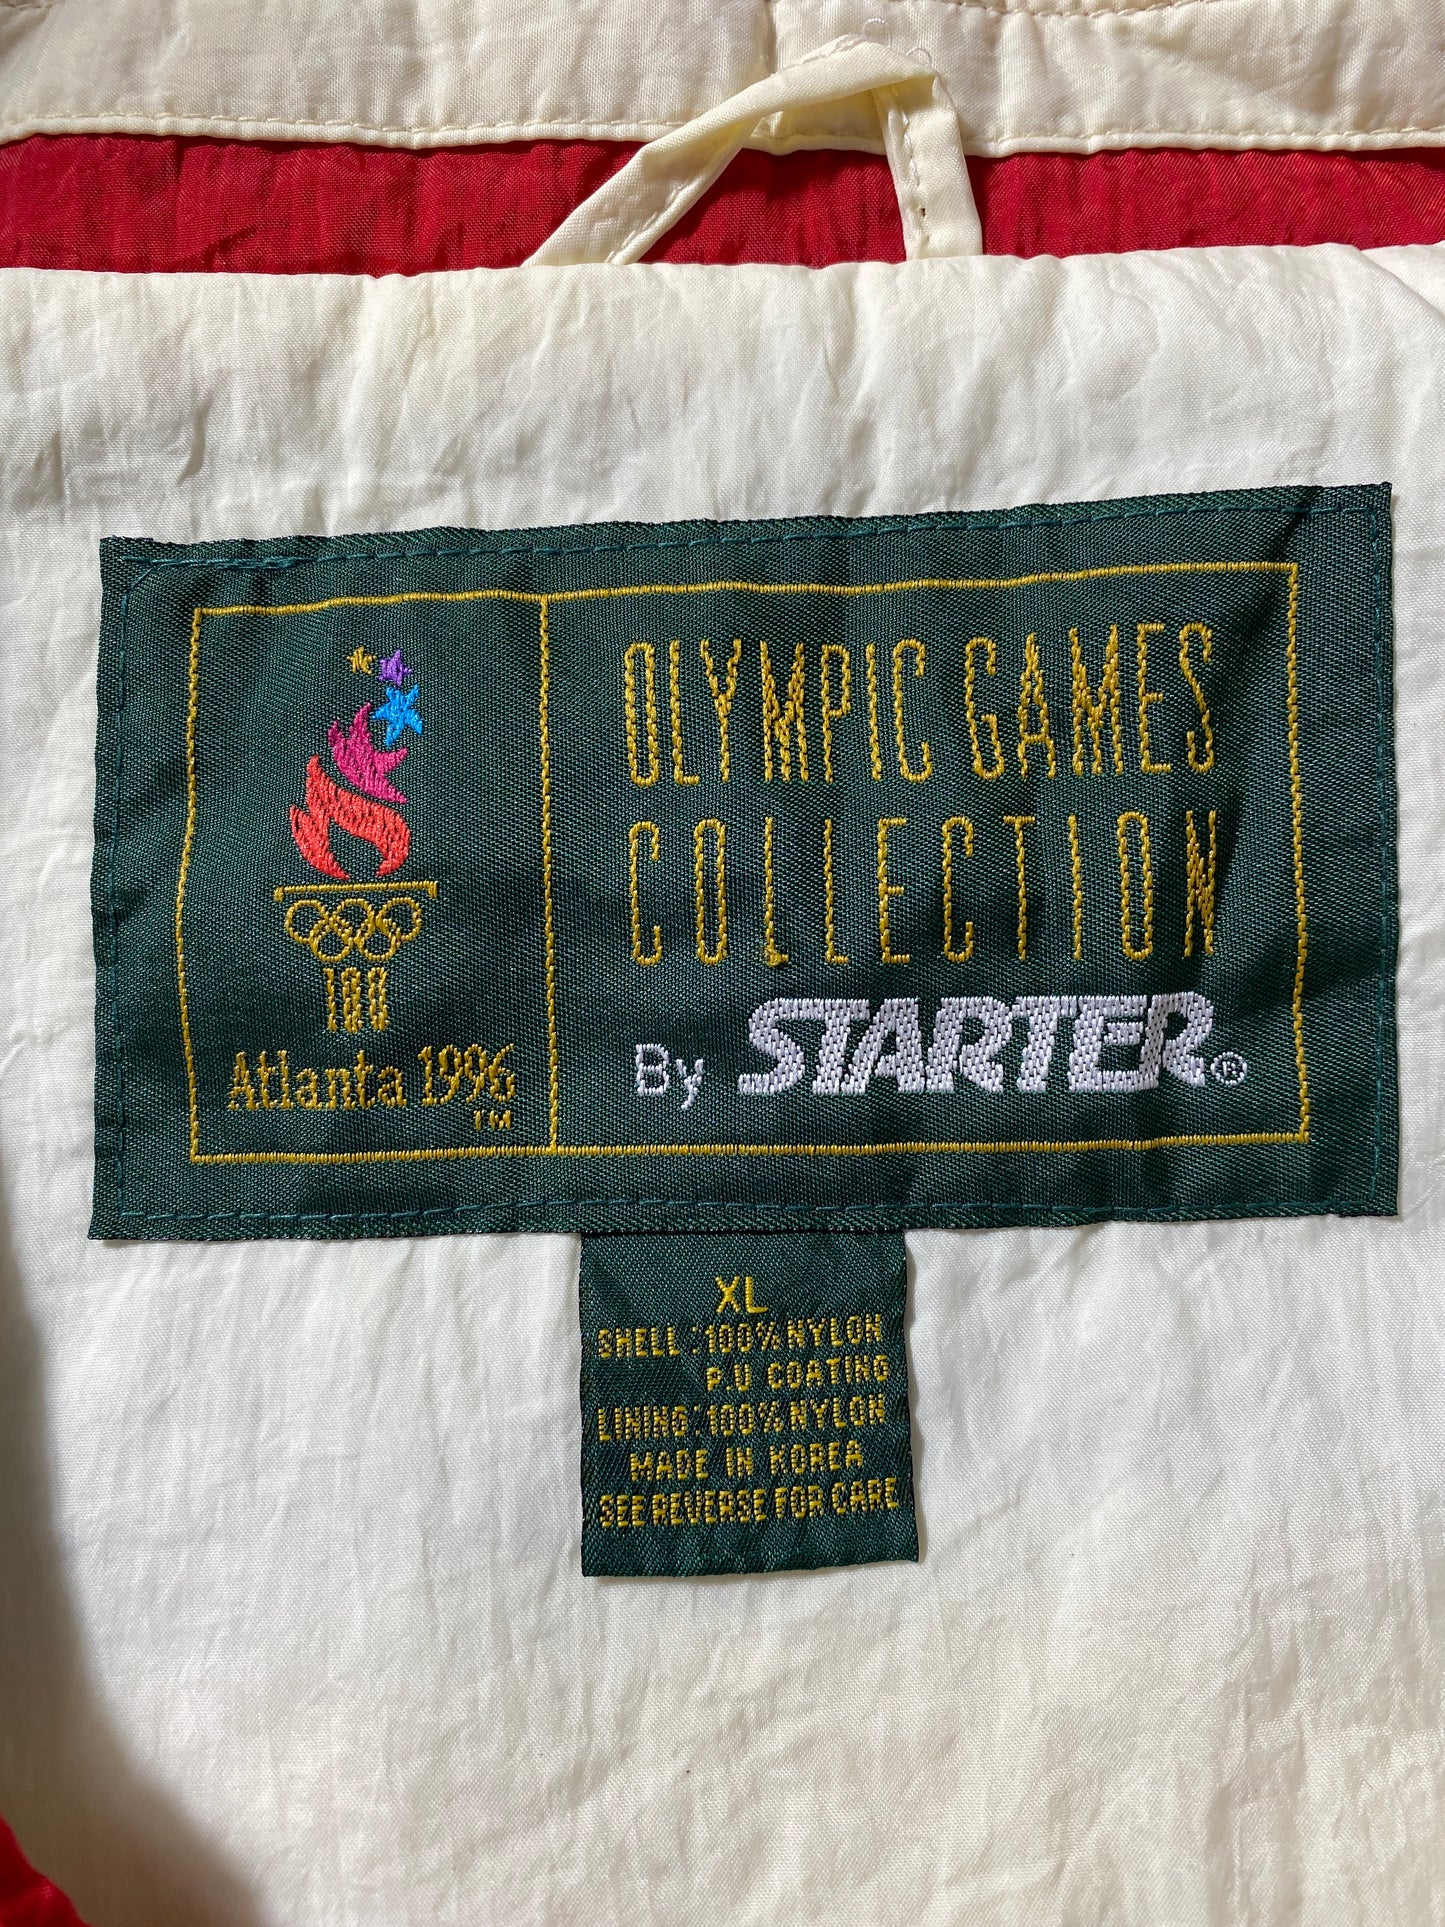 OLYMPIC GAMES
COLLECTION
By STARTER®
100
Atlanta 1996
TM
XL
SHELL:100%NYLON
P.U COATING
LINING:100%NYLON
MADE IN KOREA
SEE REVERSE FOR CARE